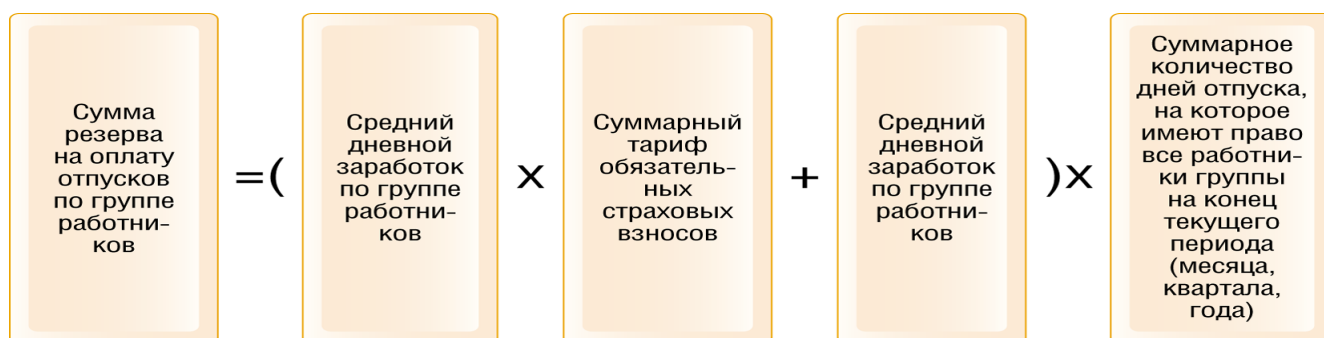 Сумма
резерва
на оплату
отпусков
по группе
работни-
ков
=(
Средний
дневной
заработок
по группе
работни-
ков
х
Суммарный
тариф
обязатель-
ных
страховых
взносов
+
Средний
дневной
заработок
по группе
работни-
ков
)х
Суммарное
количество
дней отпуска,
на которое
имеют право
все работни-
ки группы
на конец
текущего
периода
(месяца,
квартала,
года)